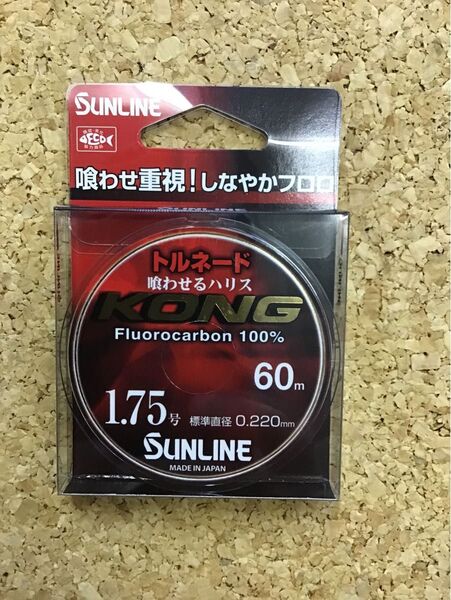 SUNLINE
FECO
喰わせ重視！しなやかフロロ
トルネード
喰わせるハリス
KONG
Fluorocarbon 100%
60m
1.75号 標準直径 0.220mm
SUNLINE
MADE IN JAPAN